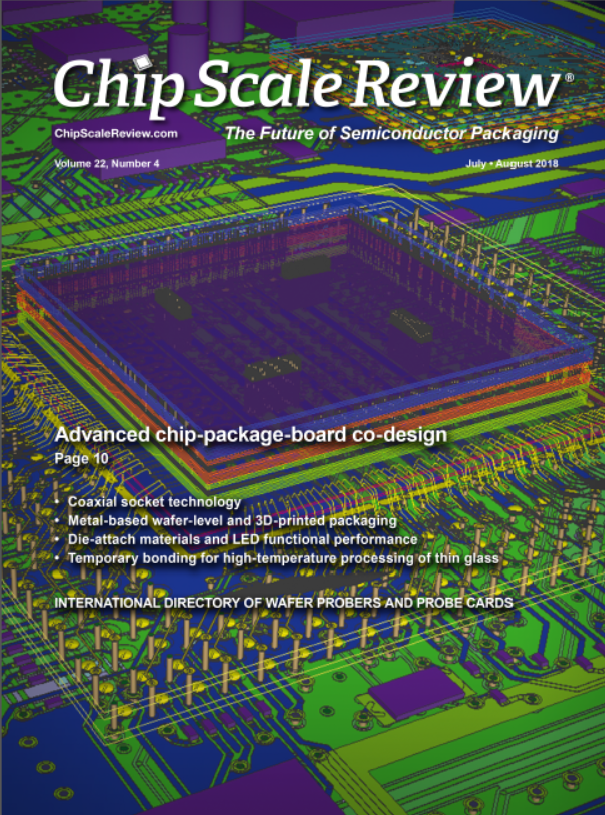 Chip Scale Review®
ChipScaleReview.com
The Future of Semiconductor Packaging
Volume 22, Number 4
July • August 2018
Advanced chip-package-board co-design
Page 10
• Coaxial socket technology
• Metal-based wafer-level and 3D-printed packaging
• Die-attach materials and LED functional performance
• Temporary bonding for high-temperature processing of thin glass
INTERNATIONAL DIRECTORY OF WAFER PROBERS AND PROBE CARDS